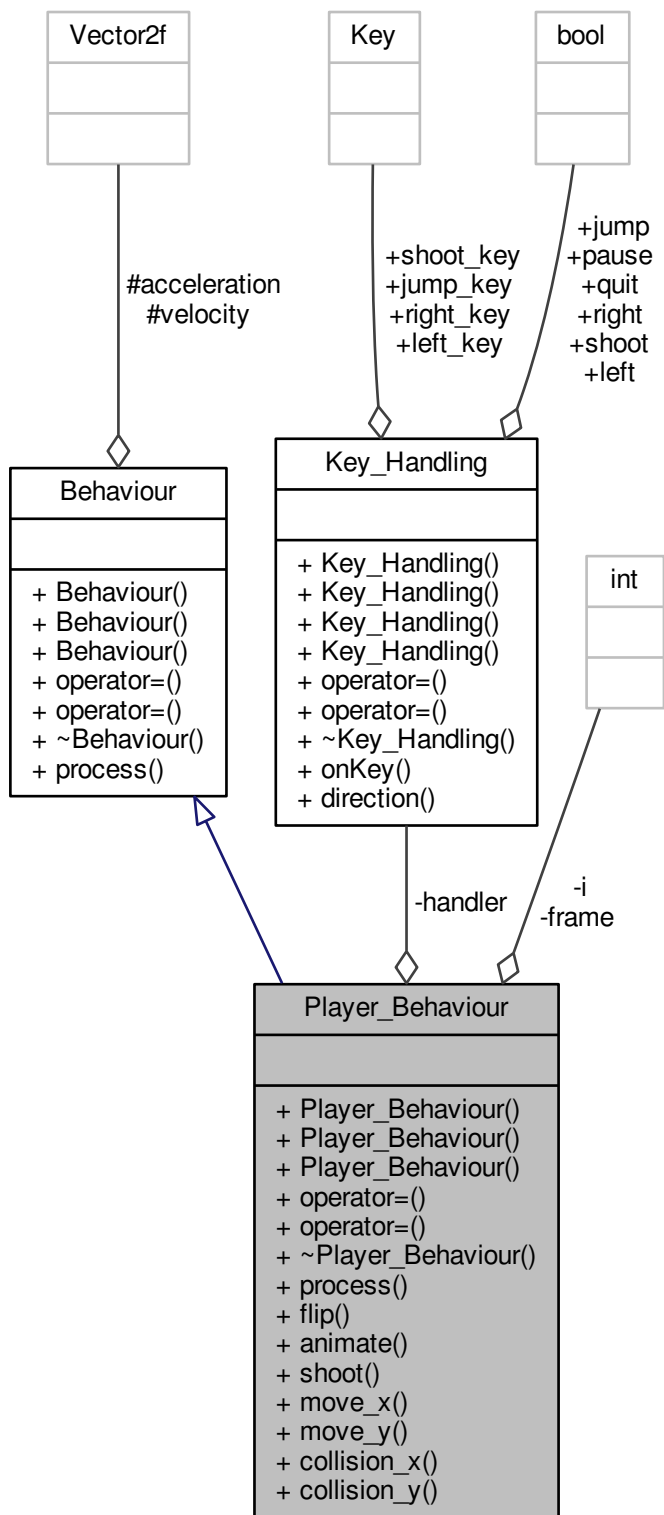 Vector2f
Key
bool
#acceleration
#velocity
+shoot_key
+jump_key
+right_key
+left_key
+jump
+pause
+quit
+right
+shoot
+left
Behaviour
+ Behaviour()
+ Behaviour()
+ Behaviour()
+ operator=()
+ operator=()
+ ~Behaviour()
+ process()
Key_Handling
+ Key_Handling()
+ Key_Handling()
+ Key_Handling()
+ Key_Handling()
+ operator=()
+ operator=()
+ ~Key_Handling()
+ onKey()
+ direction()
int
-handler
-i
-frame
Player_Behaviour
+ Player_Behaviour()
+ Player_Behaviour()
+ Player_Behaviour()
+ operator=()
+ operator=()
+ ~Player_Behaviour()
+ process()
+ flip()
+ animate()
+ shoot()
+ move_x()
+ move_y()
+ collision_x()
+ collision_y()